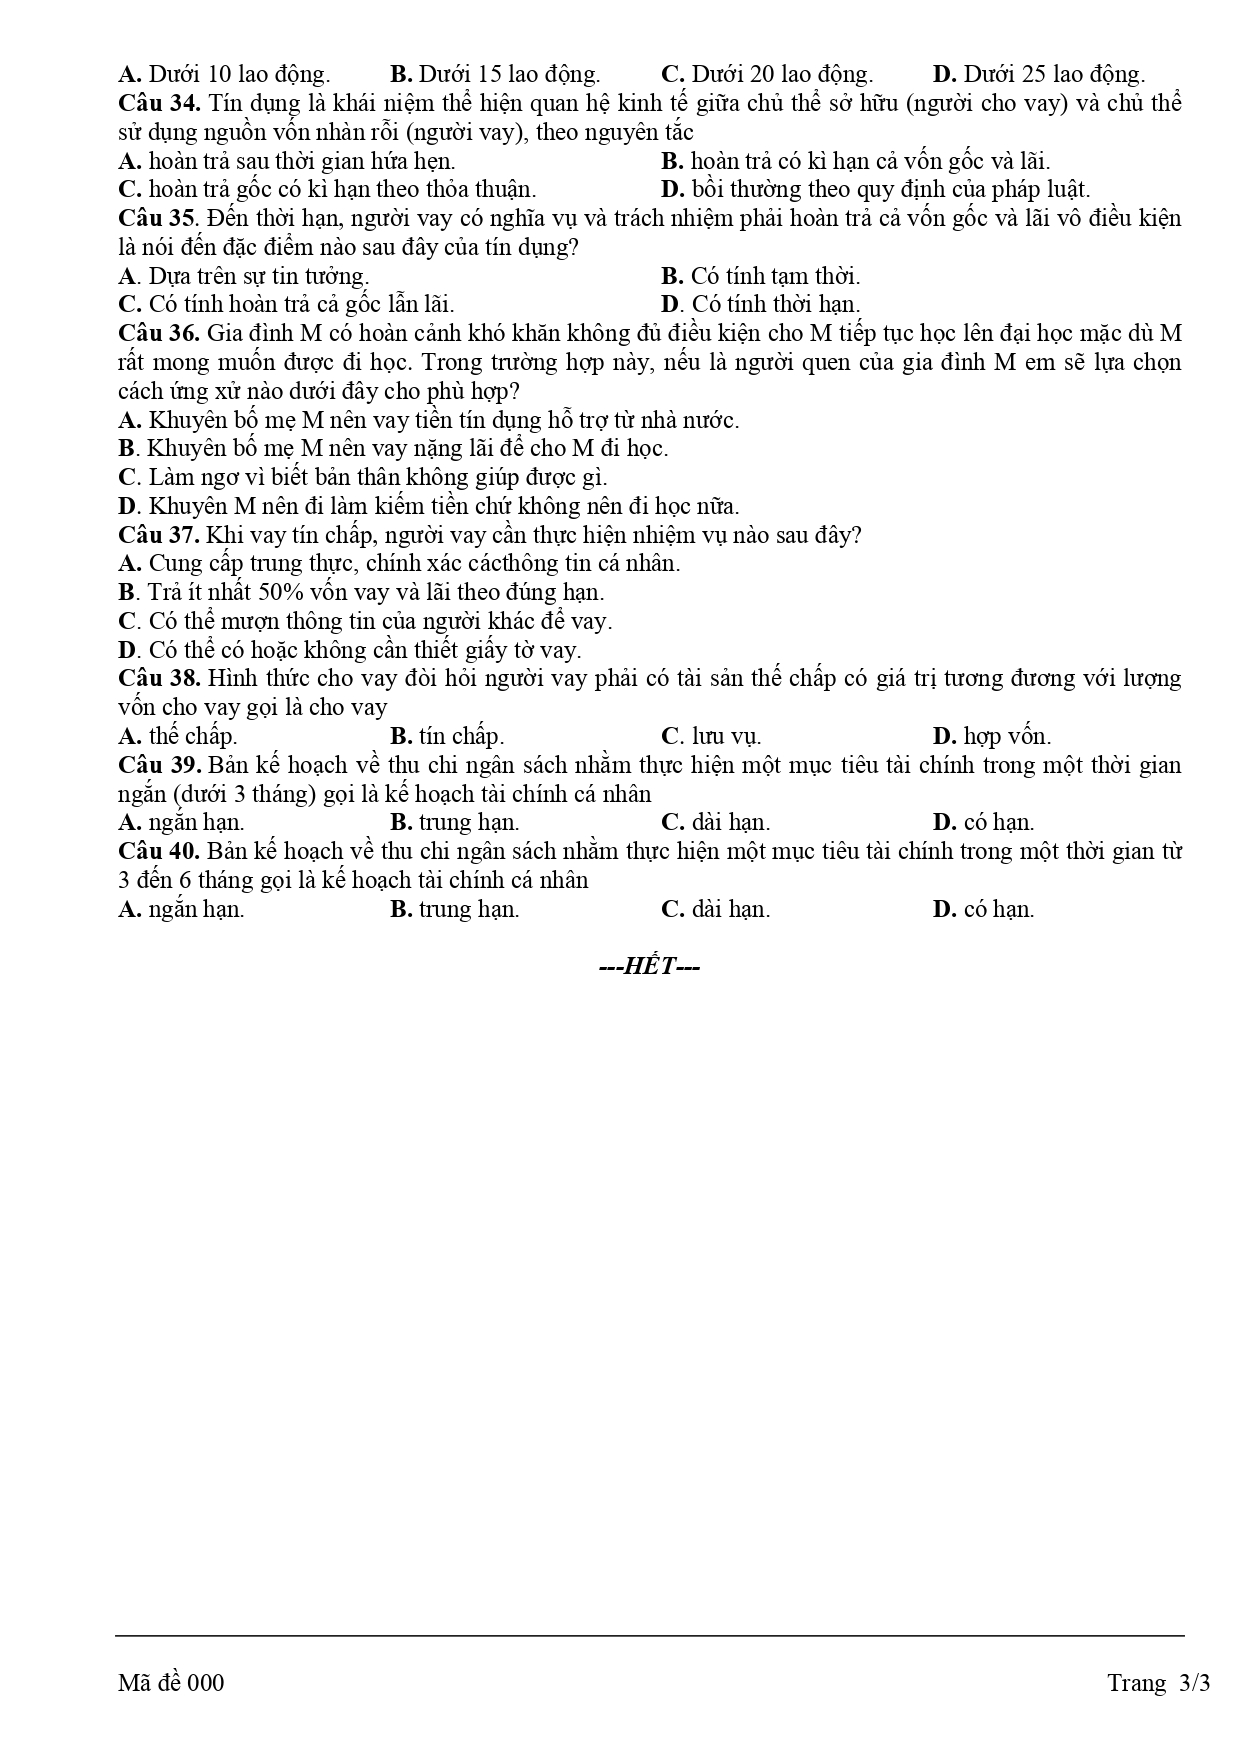 A. Dưới 10 lao động. B. Dưới 15 lao động. C. Dưới 20 lao động. D. Dưới 25 lao động.
Câu 34. Tín dụng là khái niệm thể hiện quan hệ kinh tế giữa chủ thể sở hữu (người cho vay) và chủ thể
sử dụng nguồn vốn nhàn rỗi (người vay), theo nguyên tắc
A. hoàn trả sau thời gian hứa hẹn. B. hoàn trả có kì hạn cả vốn gốc và lãi.
C. hoàn trả gốc có kì hạn theo thỏa thuận. D. bồi thường theo quy định của pháp luật.
Câu 35. Đến thời hạn, người vay có nghĩa vụ và trách nhiệm phải hoàn trả cả vốn gốc và lãi vô điều kiện
là nói đến đặc điểm nào sau đây của tín dụng?
A. Dựa trên sự tin tưởng. B. Có tính tạm thời.
C. Có tính hoàn trả cả gốc lẫn lãi. D. Có tính thời hạn.
Câu 36. Gia đình M có hoàn cảnh khó khăn không đủ điều kiện cho M tiếp tục học lên đại học mặc dù M
rất mong muốn được đi học. Trong trường hợp này, nếu là người quen của gia đình M em sẽ lựa chọn
cách ứng xử nào dưới đây cho phù hợp?
A. Khuyên bố mẹ M nên vay tiền tín dụng hỗ trợ từ nhà nước.
B. Khuyên bố mẹ M nên vay nặng lãi để cho M đi học.
C. Làm ngơ vì biết bản thân không giúp được gì.
D. Khuyên M nên đi làm kiếm tiền chứ không nên đi học nữa.
Câu 37. Khi vay tín chấp, người vay cần thực hiện nhiệm vụ nào sau đây?
A. Cung cấp trung thực, chính xác cácthông tin cá nhân.
B. Trả ít nhất 50% vốn vay và lãi theo đúng hạn.
C. Có thể mượn thông tin của người khác để vay.
D. Có thể có hoặc không cần thiết giấy tờ vay.
Câu 38. Hình thức cho vay đòi hỏi người vay phải có tài sản thế chấp có giá trị tương đương với lượng
vốn cho vay gọi là cho vay
A. thế chấp. B. tín chấp. C. lưu vụ. D. hợp vốn.
Câu 39. Bản kế hoạch về thu chi ngân sách nhằm thực hiện một mục tiêu tài chính trong một thời gian
ngắn (dưới 3 tháng) gọi là kế hoạch tài chính cá nhân
A. ngắn hạn. B. trung hạn. C. dài hạn. D. có hạn.
Câu 40. Bản kế hoạch về thu chi ngân sách nhằm thực hiện một mục tiêu tài chính trong một thời gian từ
3 đến 6 tháng gọi là kế hoạch tài chính cá nhân
A. ngắn hạn. B. trung hạn. C. dài hạn. D. có hạn.
---HẾT---
Mã đề 000 Trang 3/3